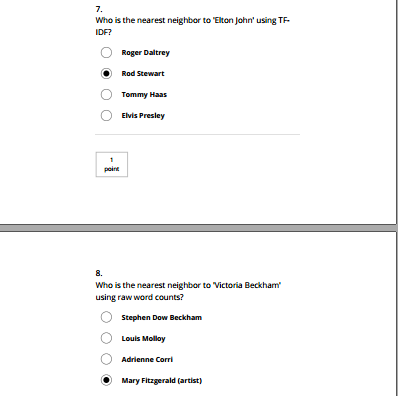 7.
Who is the nearest neighbor to 'Elton John' using TF-
IDF?
Roger Daltrey
Rod Stewart
Tommy Haas
Elvis Presley
1
point
8.
Who is the nearest neighbor to 'Victoria Beckham'
using raw word counts?
Stephen Dow Beckham
Louis Molloy
Adrienne Corri
Mary Fitzgerald (artist)